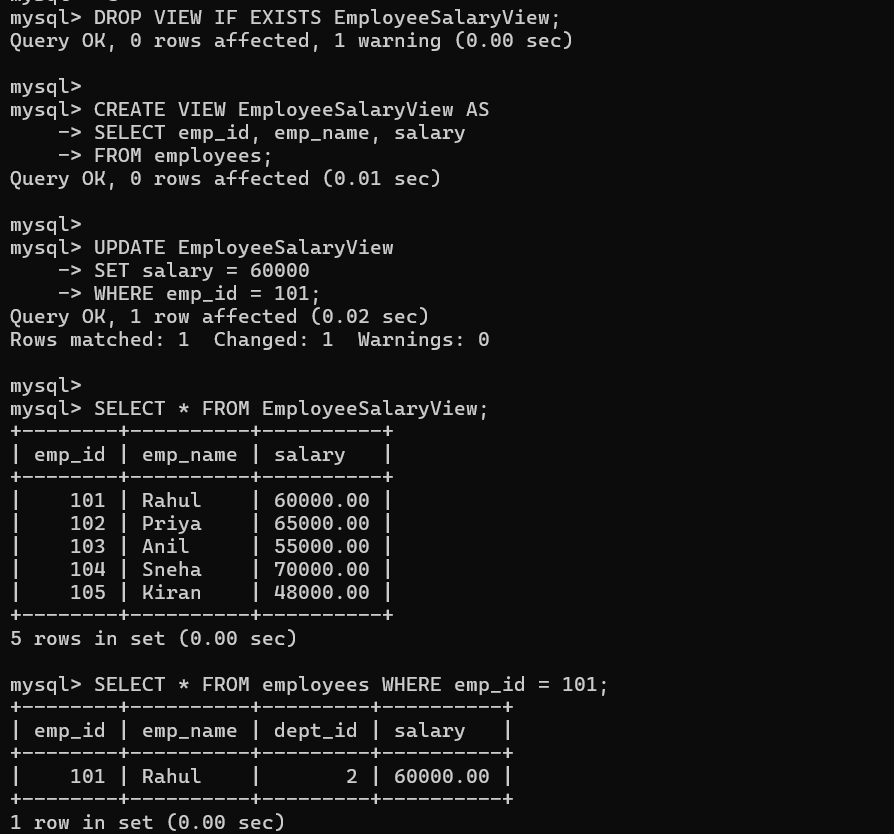 mysql> DROP VIEW IF EXISTS EmployeeSalaryView;
Query OK, 0 rows affected, 1 warning (0.00 sec)
mysql>
mysql> CREATE VIEW EmployeeSalaryView AS
    -> SELECT emp_id, emp_name, salary
    -> FROM employees;
Query OK, 0 rows affected (0.01 sec)
mysql>
mysql> UPDATE EmployeeSalaryView
    -> SET salary = 60000
    -> WHERE emp_id = 101;
Query OK, 1 row affected (0.02 sec)
Rows matched: 1  Changed: 1  Warnings: 0
mysql>
mysql> SELECT * FROM EmployeeSalaryView;
+--------+----------+----------+
| emp_id | emp_name | salary   |
+--------+----------+----------+
|    101 | Rahul    | 60000.00 |
|    102 | Priya    | 65000.00 |
|    103 | Anil     | 55000.00 |
|    104 | Sneha    | 70000.00 |
|    105 | Kiran    | 48000.00 |
+--------+----------+----------+
5 rows in set (0.00 sec)
mysql> SELECT * FROM employees WHERE emp_id = 101;
+--------+----------+---------+----------+
| emp_id | emp_name | dept_id | salary   |
+--------+----------+---------+----------+
|    101 | Rahul    |       2 | 60000.00 |
+--------+----------+---------+----------+
1 row in set (0.00 sec)